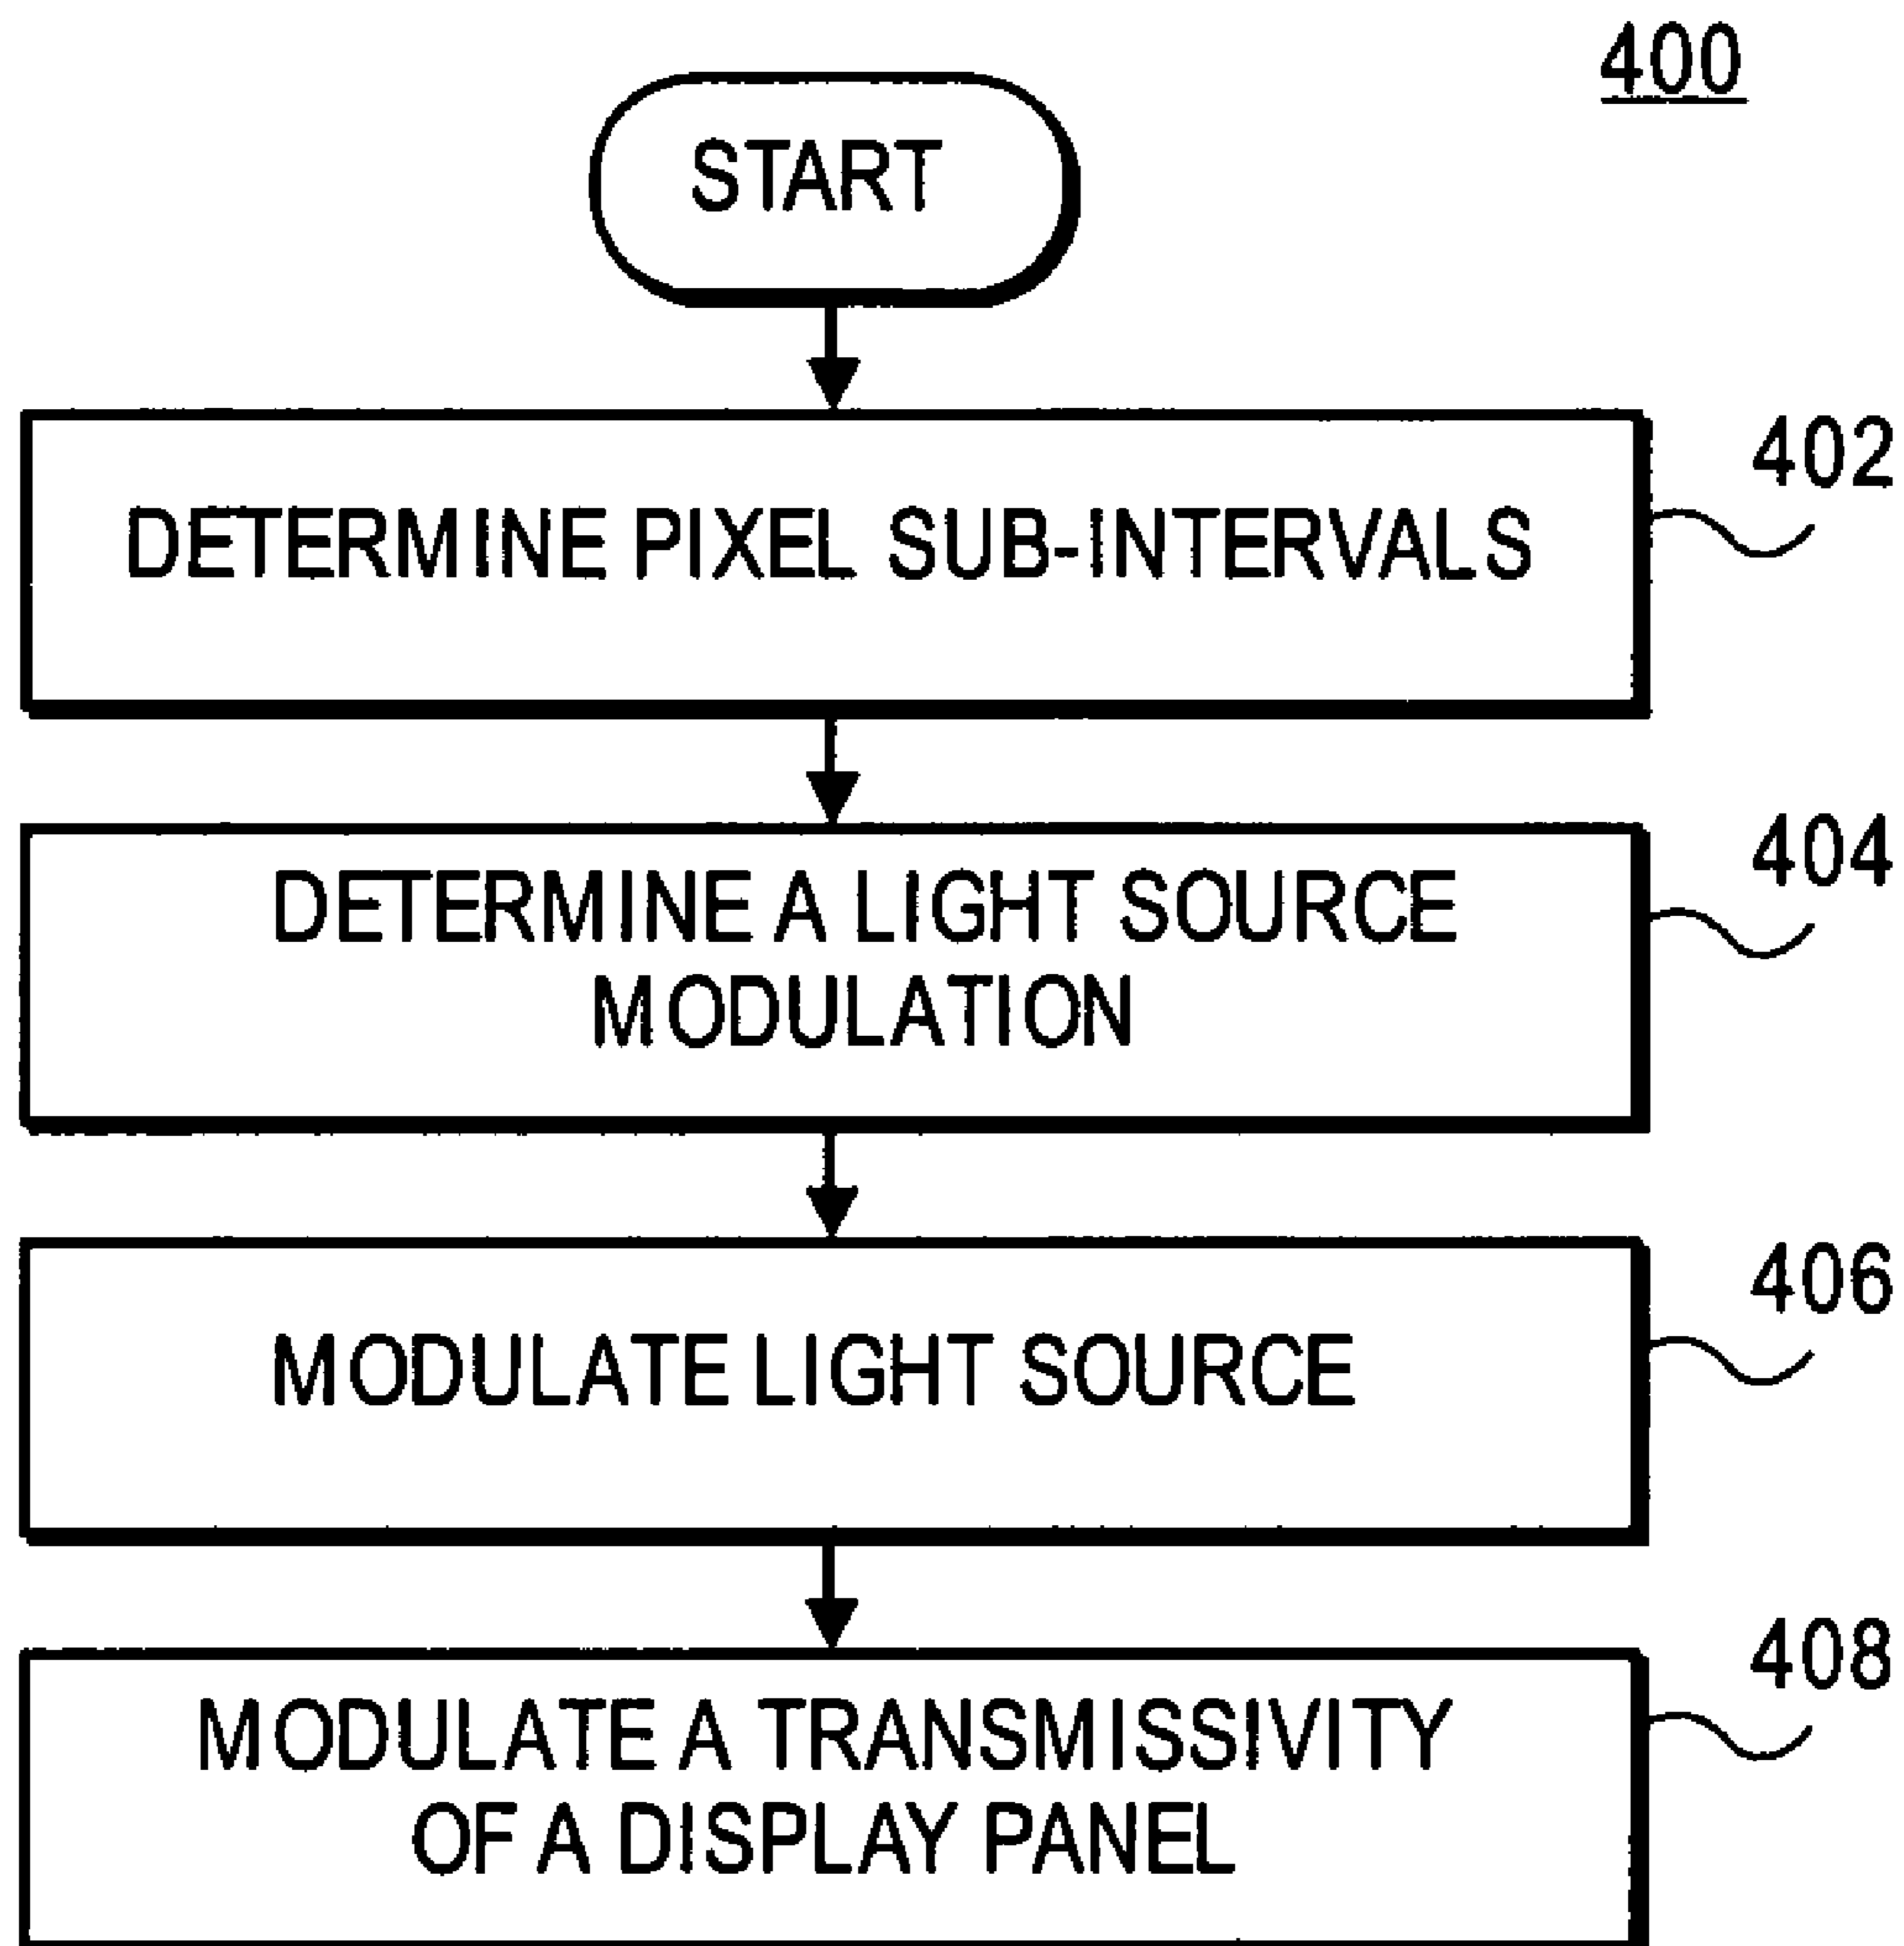 400
START
402
DETERMINE PIXEL SUB-INTERVALS
404
DETERMINE A LIGHT SOURCE
MODULATION
406
MODULATE LIGHT SOURCE
408
MODULATE A TRANSMISSIVITY
OF A DISPLAY PANEL